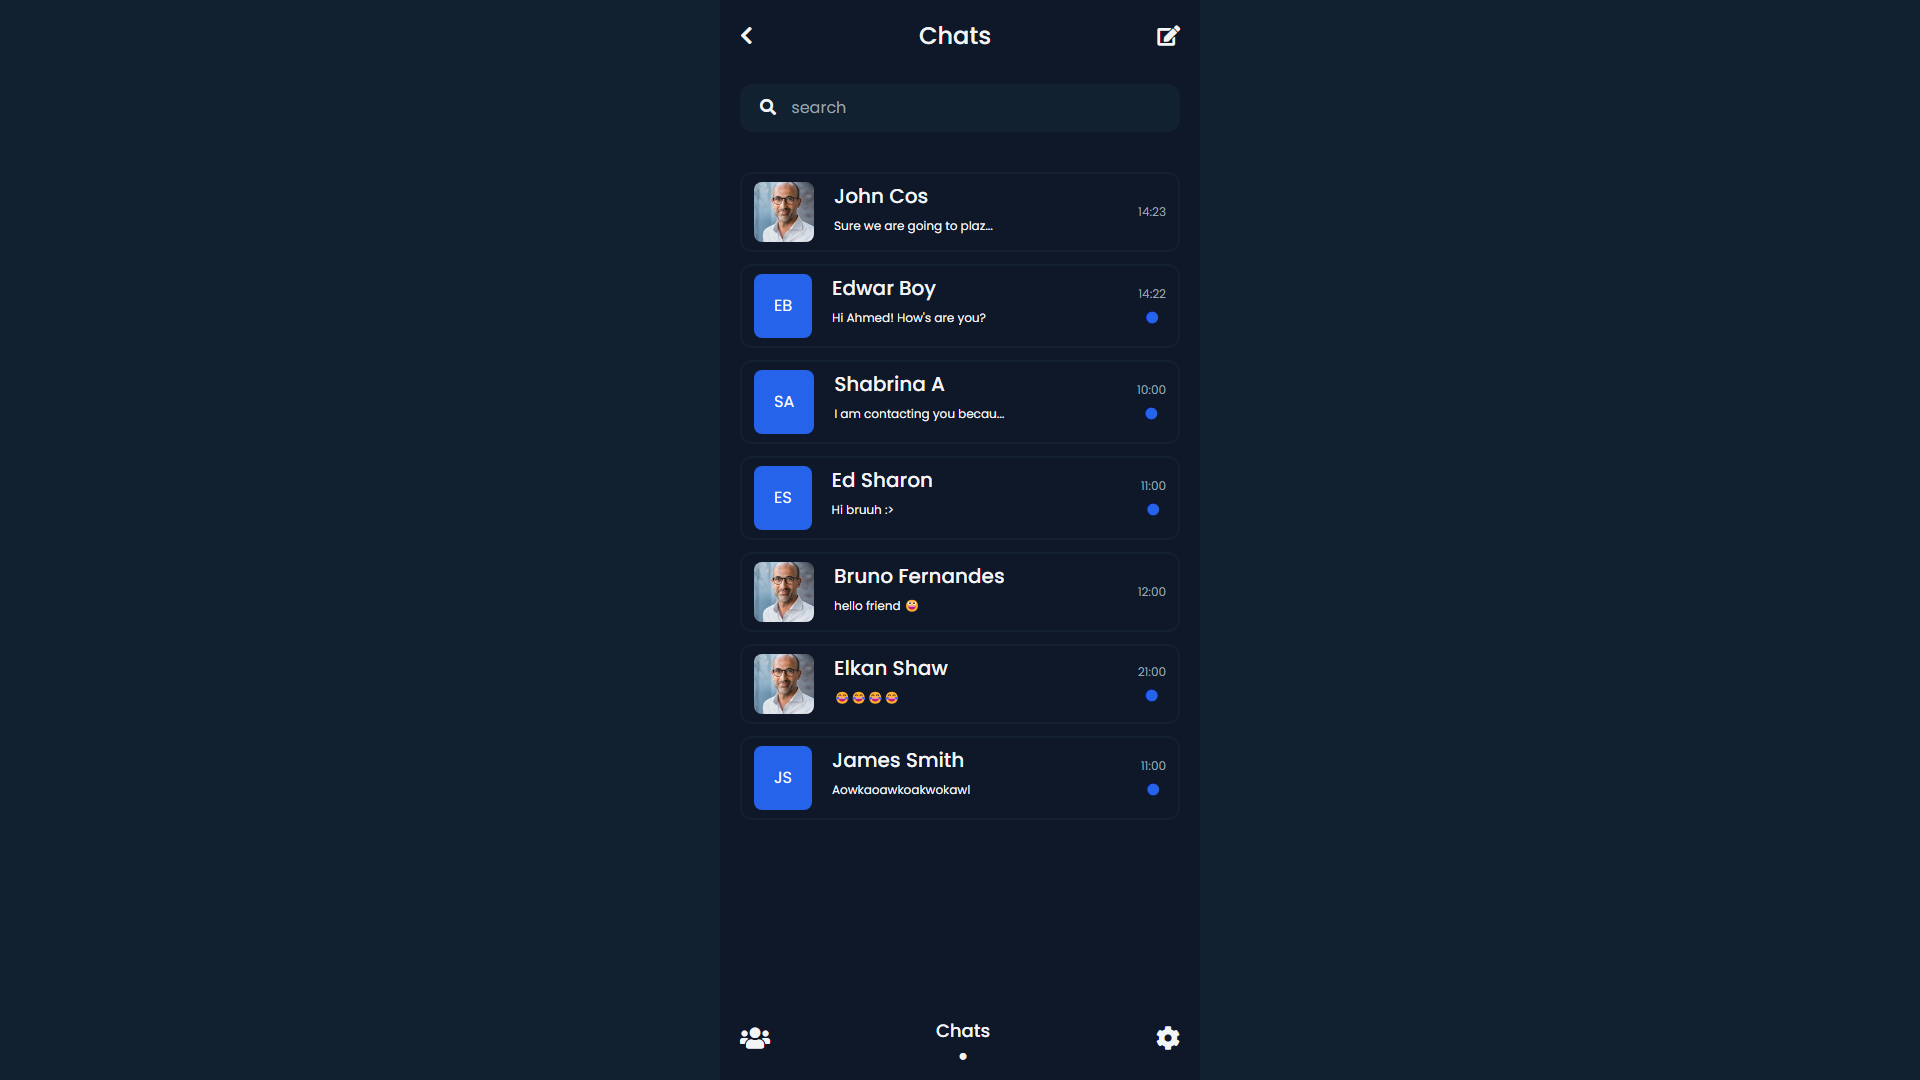 Chats
search
John Cos
Sure we are going to plaz...
14:23
EB
Edwar Boy
Hi Ahmed! How's are you?
14:22
SA
Shabrina A
I am contacting you becau...
10:00
ES
Ed Sharon
Hi bruuh :>
11:00
Bruno Fernandes
hello friend 😀
12:00
Elkan Shaw
😂😂😂😂
21:00
JS
James Smith
Aowkaoawkoakwokawl
11:00
Chats